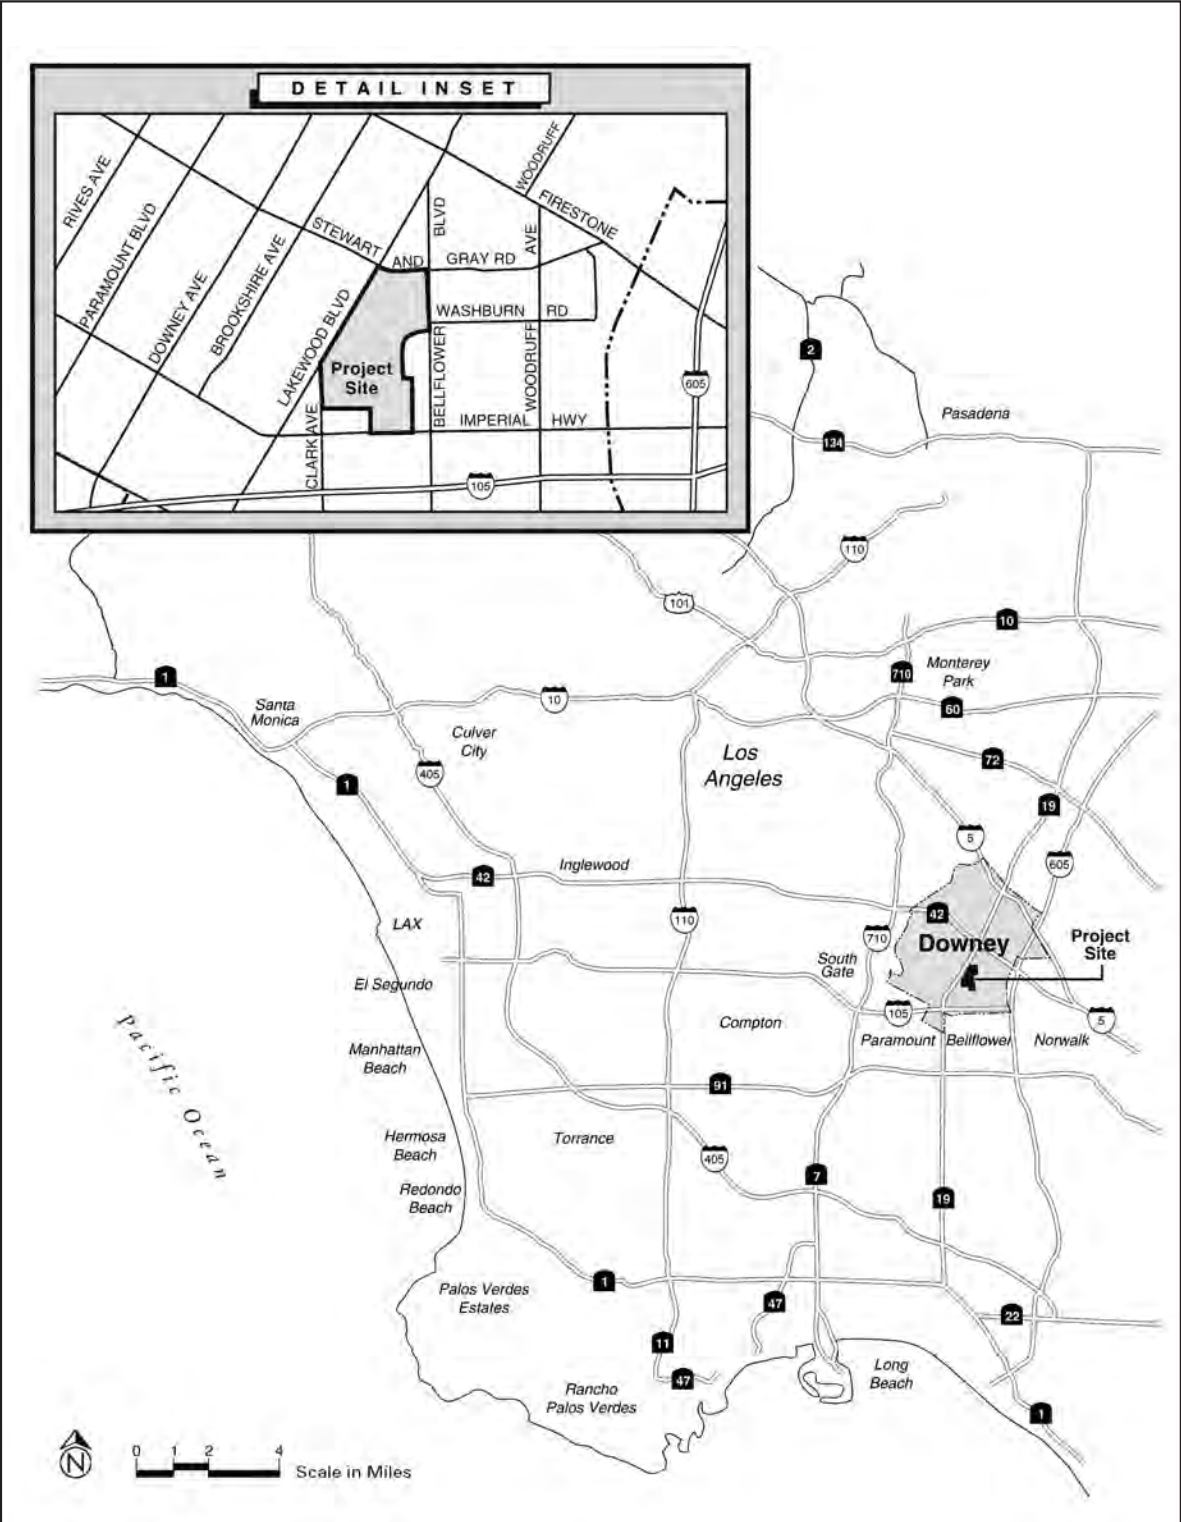 DETAIL INSET
RIVES AVE
PARAMOUNT BLVD
DOWNEY AVE
BROOKSHIRE AVE
LAKEWOOD BLVD
STEWART
AND
GRAY RD
BLVD
WOODRUFF
FIRESTONE
AVE
WASHBURN RD
BELLFLOWER
WOODRUFF
Project
Site
CLARK AVE
IMPERIAL HWY
605
105
2
Pasadena
134
110
101
10
1
Santa
Monica
10
Culver
City
710
Monterey
Park
60
Los
Angeles
72
405
1
19
5
605
42
Inglewood
LAX
110
42
710
Downey
Project
Site
South
Gate
El Segundo
Compton
105
5
Paramount
Bellflower
Norwalk
Manhattan
Beach
Pacific Ocean
91
Hermosa
Beach
Torrance
405
7
Redondo
Beach
19
1
Palos Verdes
Estates
47
22
11
47
Long
Beach
Rancho
Palos Verdes
1
N
0 1 2 4
Scale in Miles